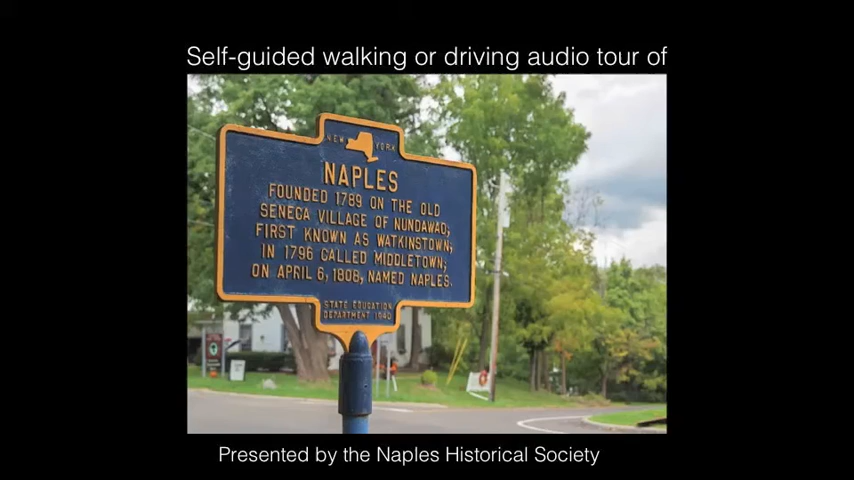 Self-guided walking or driving audio tour of
NEW YORK
NAPLES
FOUNDED 1789 ON THE OLD
SENECA VILLAGE OF NUNDAWAO,
FIRST KNOWN AS WATKINSTOWN;
IN 1796 CALLED MIDDLETOWN;
ON APRIL 6, 1808, NAMED NAPLES.
STATE EDUCATION
DEPARTMENT 1940
Presented by the Naples Historical Society